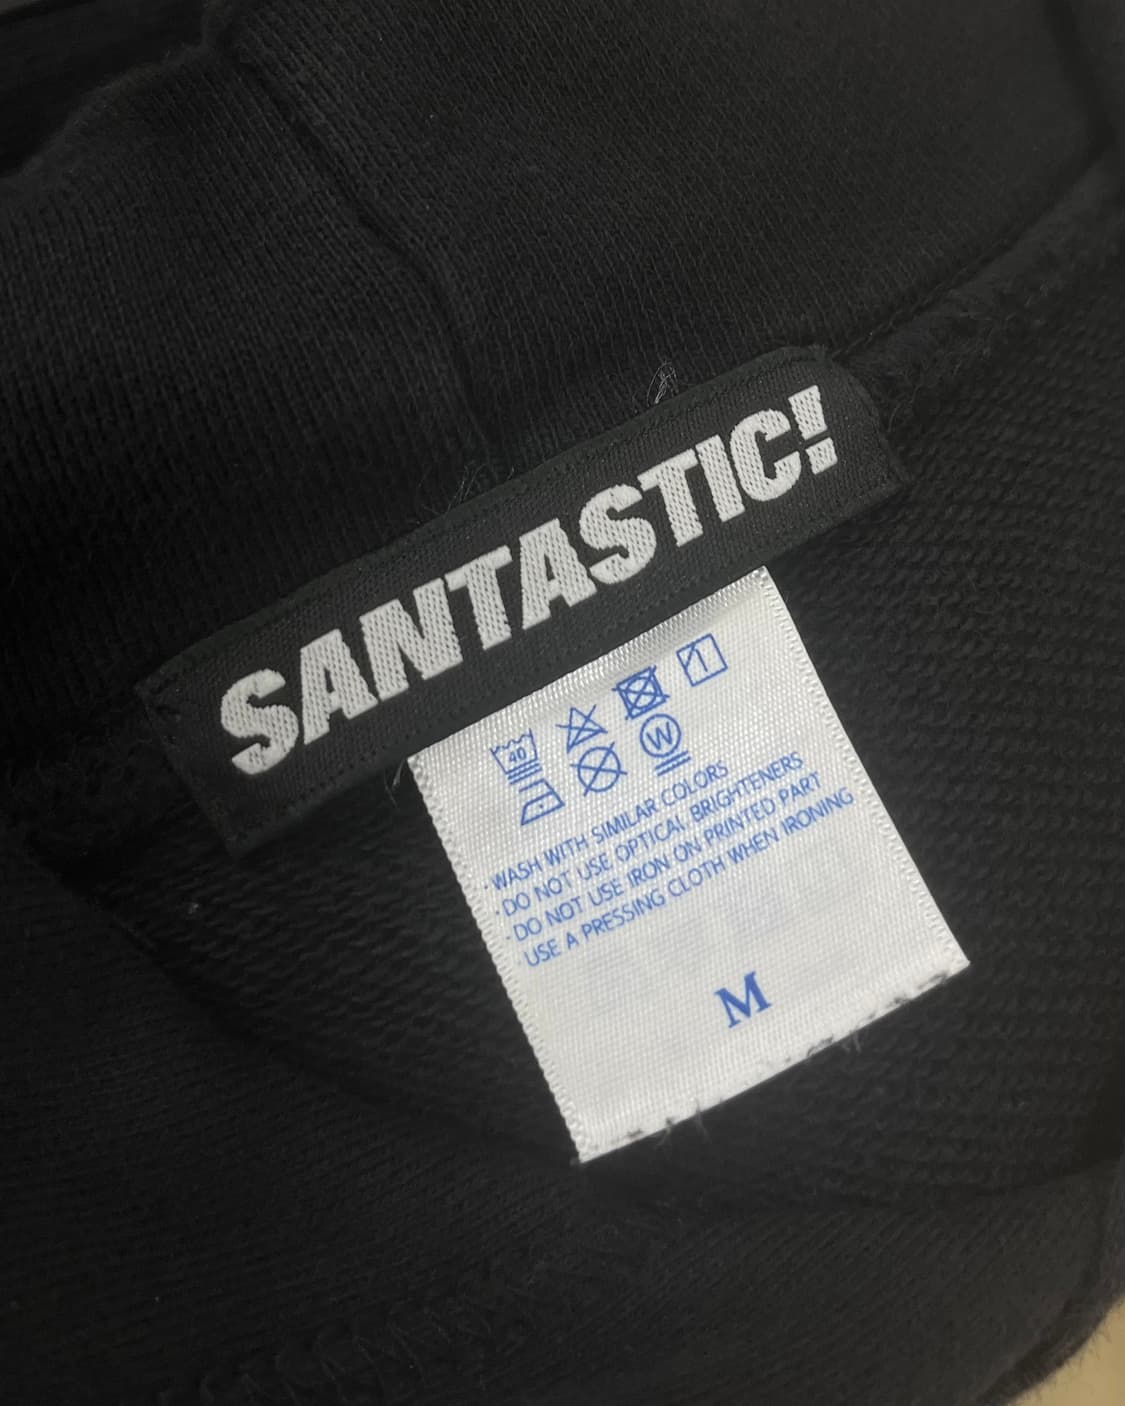 SANTASTIC!
40
W
· WASH WITH SIMILAR COLORS
· DO NOT USE OPTICAL BRIGHTENERS
· DO NOT USE IRON ON PRINTED PART
· USE A PRESSING CLOTH WHEN IRONING
M